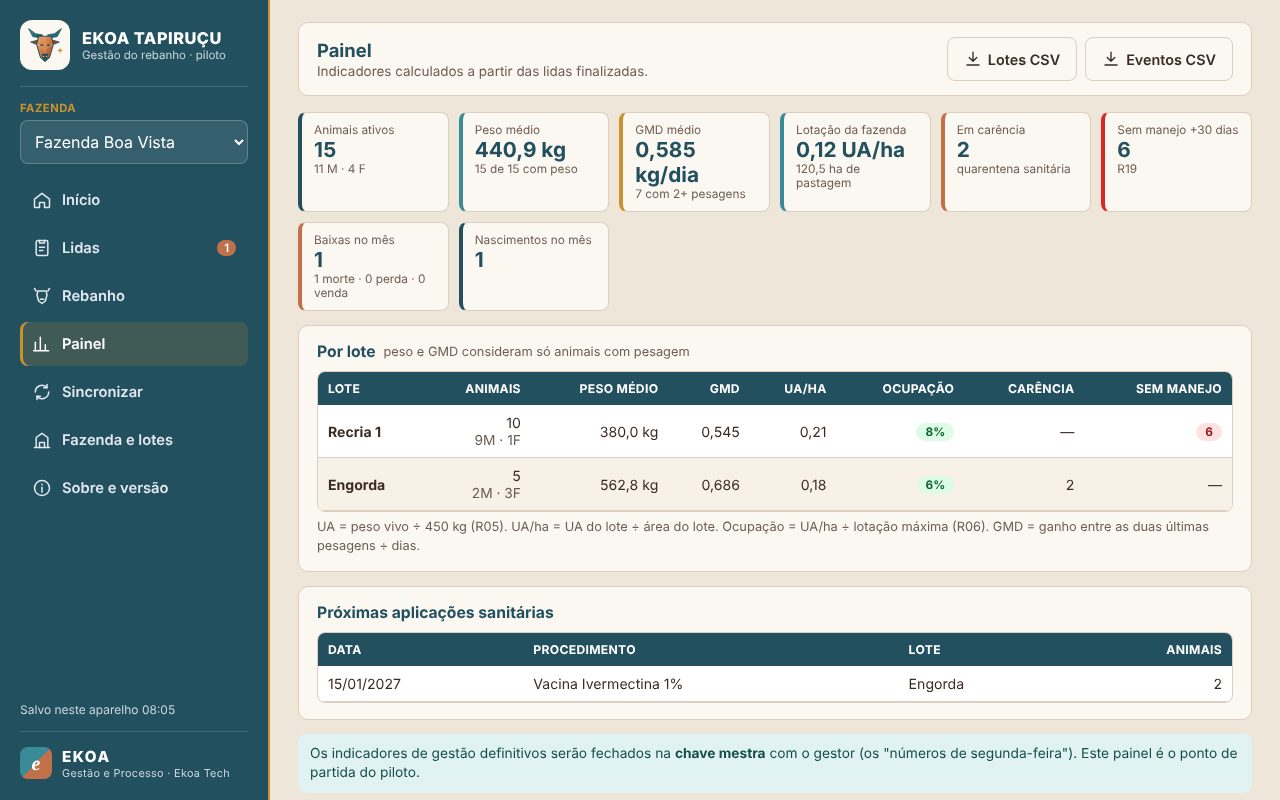 EKOA TAPIRUÇU
Gestão do rebanho · piloto
FAZENDA
Fazenda Boa Vista
Início
Lidas
1
Rebanho
Painel
Sincronizar
Fazenda e lotes
Sobre e versão
Salvo neste aparelho 08:05
e
EKOA
Gestão e Processo · Ekoa Tech
Painel
Indicadores calculados a partir das lidas finalizadas.
Lotes CSV
Eventos CSV
Animais ativos
15
11 M · 4 F
Peso médio
440,9 kg
15 de 15 com peso
GMD médio
0,585
kg/dia
7 com 2+ pesagens
Lotação da fazenda
0,12 UA/ha
120,5 ha de
pastagem
Em carência
2
quarentena sanitária
Sem manejo +30 dias
6
R19
Baixas no mês
1
1 morte · 0 perda · 0
venda
Nascimentos no mês
1
Por lote peso e GMD consideram só animais com pesagem
LOTE ANIMAIS PESO MÉDIO GMD UA/HA OCUPAÇÃO CARÊNCIA SEM MANEJO
Recria 1 10 380,0 kg 0,545 0,21 8% — 6
9M · 1F
Engorda 5 562,8 kg 0,686 0,18 6% 2 —
2M · 3F
UA = peso vivo ÷ 450 kg (R05). UA/ha = UA do lote ÷ área do lote. Ocupação = UA/ha ÷ lotação máxima (R06). GMD = ganho entre as duas últimas
pesagens ÷ dias.
Próximas aplicações sanitárias
DATA PROCEDIMENTO LOTE ANIMAIS
15/01/2027 Vacina Ivermectina 1% Engorda 2
Os indicadores de gestão definitivos serão fechados na chave mestra com o gestor (os "números de segunda-feira"). Este painel é o ponto de
partida do piloto.